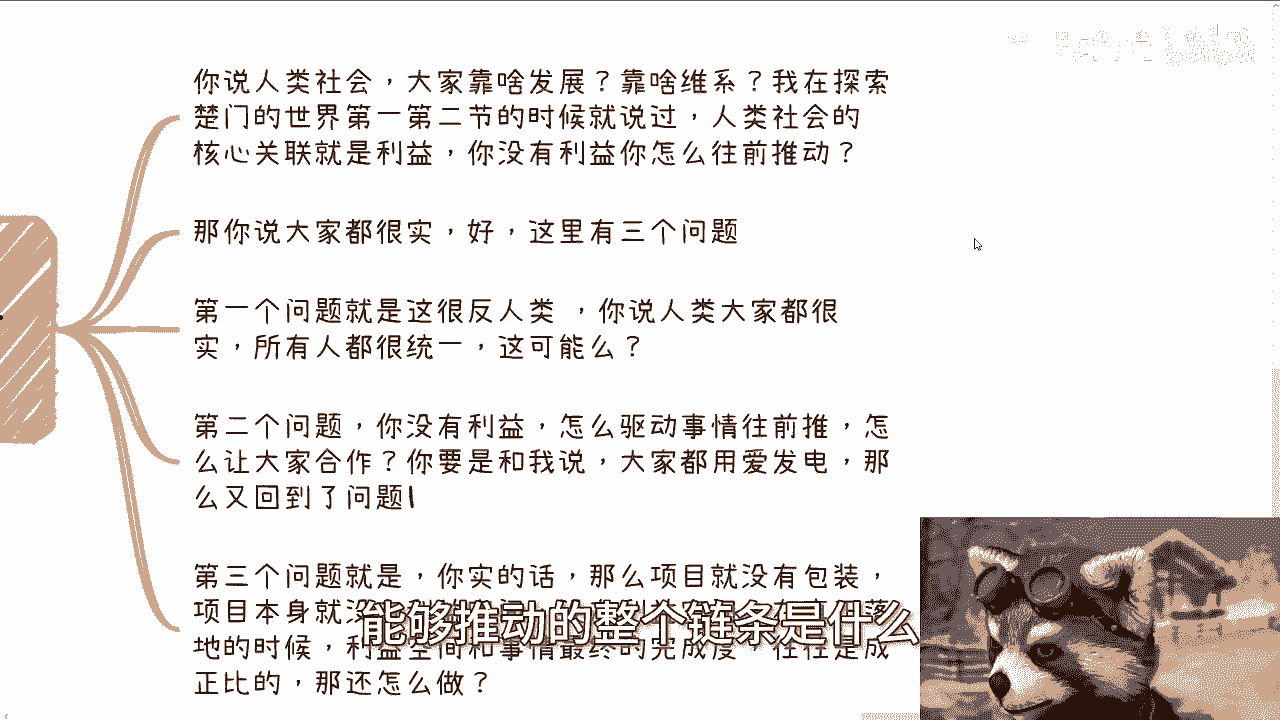 你说人类社会，大家靠啥发展？靠啥维系？我在探索
楚门的世界第一第二节的时候就说过，人类社会的
核心关联就是利益，你没有利益你怎么往前推动？
那你说大家都很实，好，这里有三个问题
第一个问题就是这很反人类 ，你说人类大家都很
实，所有人都很统一，这可能么？
第二个问题，你没有利益，怎么驱动事情往前推，怎
么让大家合作？你要是和我说，大家都用爱发电，那
么又回到了问题1
第三个问题就是，你实的话，那么项目就没有包装，
项目本身就没
能够推动的整个链条是什么
地的时候，利益空间和事情最终的完成度，往往是成
正比的，那还怎么做？